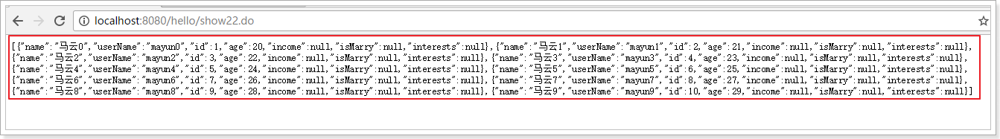 localhost:8080/hello/show22.do
[{"name":"马云0","userName":"mayun0","id":1,"age":20,"income":null,"isMarry":null,"interests":null},{"name":"马云1","userName":"mayun1","id":2,"age":21,"income":null,"isMarry":null,"interests":null},
{"name":"马云2","userName":"mayun2","id":3,"age":22,"income":null,"isMarry":null,"interests":null},{"name":"马云3","userName":"mayun3","id":4,"age":23,"income":null,"isMarry":null,"interests":null},
{"name":"马云4","userName":"mayun4","id":5,"age":24,"income":null,"isMarry":null,"interests":null},{"name":"马云5","userName":"mayun5","id":6,"age":25,"income":null,"isMarry":null,"interests":null},
{"name":"马云6","userName":"mayun6","id":7,"age":26,"income":null,"isMarry":null,"interests":null},{"name":"马云7","userName":"mayun7","id":8,"age":27,"income":null,"isMarry":null,"interests":null},
{"name":"马云8","userName":"mayun8","id":9,"age":28,"income":null,"isMarry":null,"interests":null},{"name":"马云9","userName":"mayun9","id":10,"age":29,"income":null,"isMarry":null,"interests":null}]